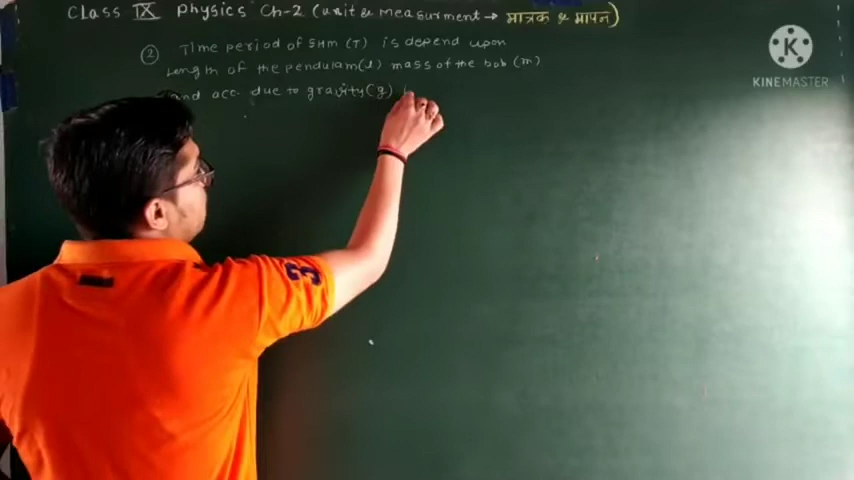 Class IX Physics Ch-2 (unit & Measurment → मात्रक & मापन)
② Time period of SHM (T) is depend upon
Length of the pendulam (l) mass of the bob (m)
and acc. due to gravity (g)
3
K
KINEMASTER